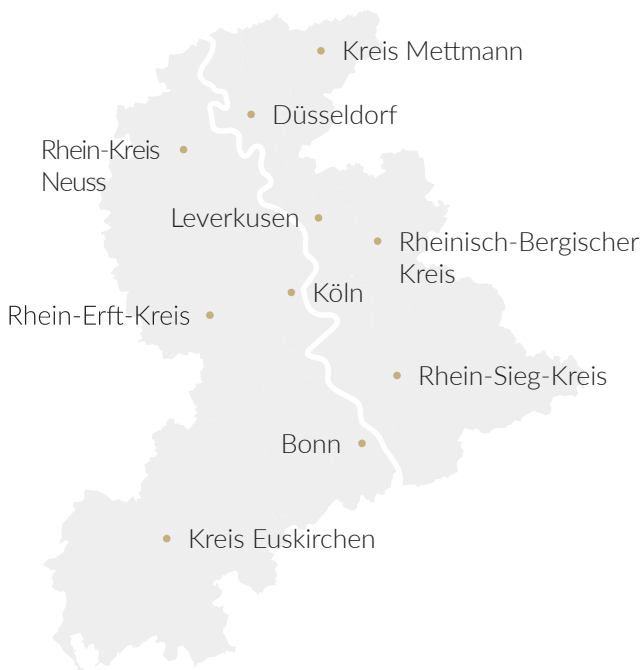 Kreis Mettmann
Düsseldorf
Rhein-Kreis
Neuss
Leverkusen
Rheinisch-Bergischer
Kreis
Köln
Rhein-Erft-Kreis
Rhein-Sieg-Kreis
Bonn
Kreis Euskirchen